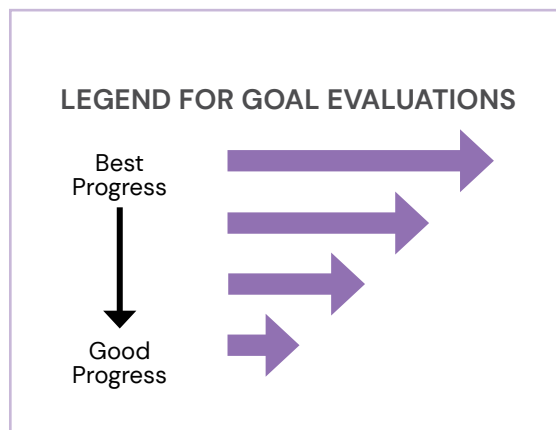 LEGEND FOR GOAL EVALUATIONS
Best
Progress
Good
Progress